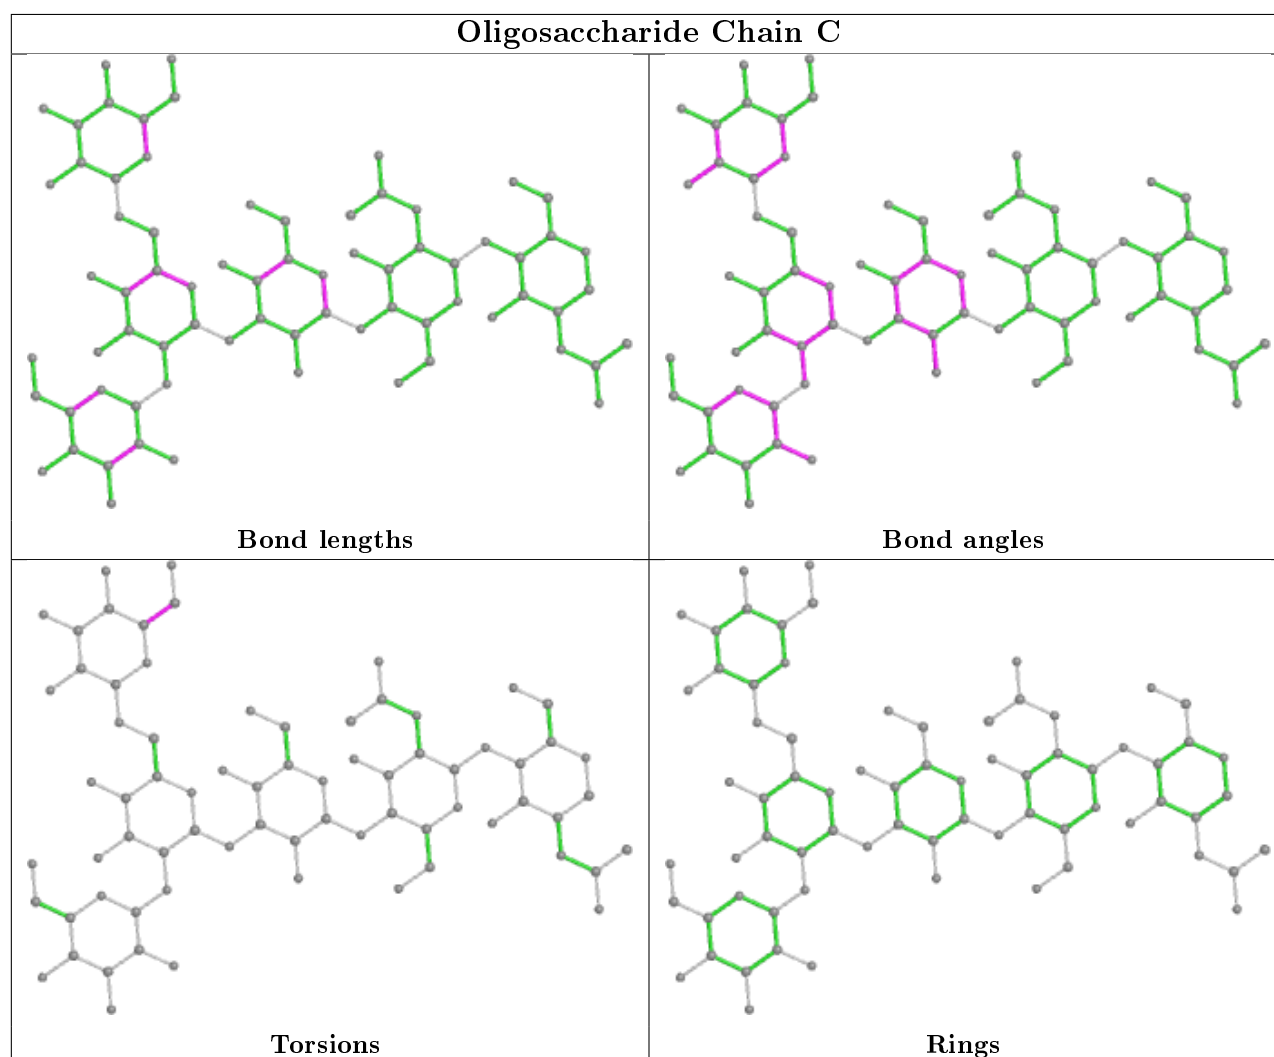 Oligosaccharide Chain C
Bond lengths
Bond angles
Torsions
Rings